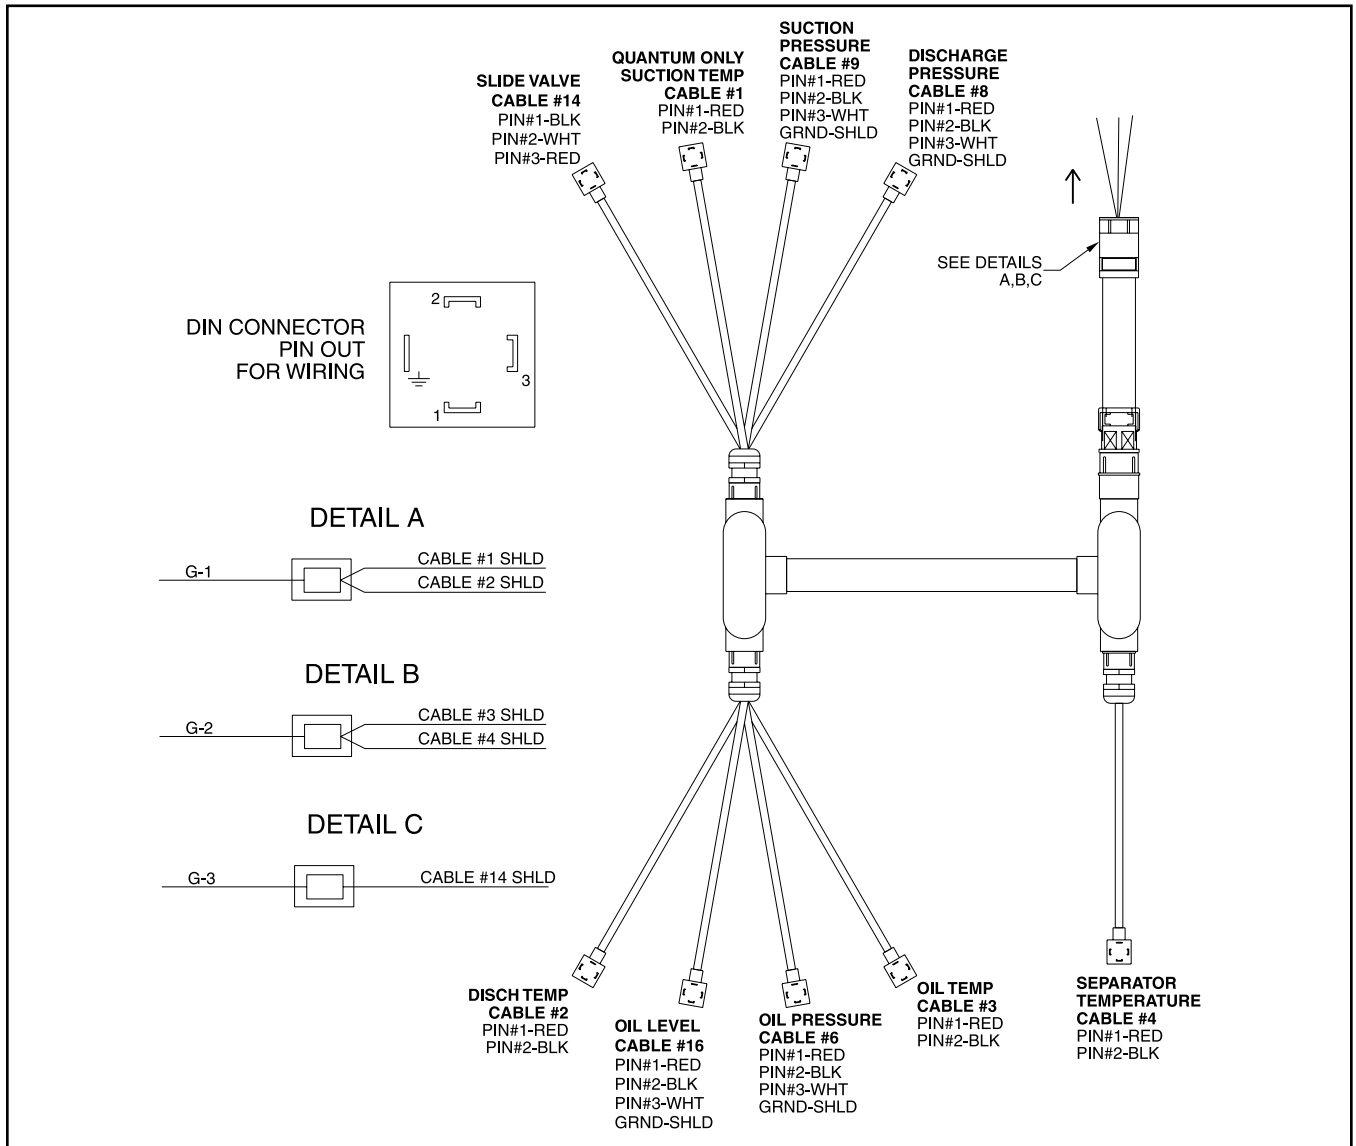 SLIDE VALVE
CABLE #14
PIN#1-BLK
PIN#2-WHT
PIN#3-RED
QUANTUM ONLY
SUCTION TEMP
CABLE #1
PIN#1-RED
PIN#2-BLK
SUCTION
PRESSURE
CABLE #9
PIN#1-RED
PIN#2-BLK
PIN#3-WHT
GRND-SHLD
DISCHARGE
PRESSURE
CABLE #8
PIN#1-RED
PIN#2-BLK
PIN#3-WHT
GRND-SHLD
SEE DETAILS
A,B,C
DIN CONNECTOR
PIN OUT
FOR WIRING
2
3
1
DETAIL A
G-1
CABLE #1 SHLD
CABLE #2 SHLD
DETAIL B
G-2
CABLE #3 SHLD
CABLE #4 SHLD
DETAIL C
G-3
CABLE #14 SHLD
DISCH TEMP
CABLE #2
PIN#1-RED
PIN#2-BLK
OIL LEVEL
CABLE #16
PIN#1-RED
PIN#2-BLK
PIN#3-WHT
GRND-SHLD
OIL PRESSURE
CABLE #6
PIN#1-RED
PIN#2-BLK
PIN#3-WHT
GRND-SHLD
OIL TEMP
CABLE #3
PIN#1-RED
PIN#2-BLK
SEPARATOR
TEMPERATURE
CABLE #4
PIN#1-RED
PIN#2-BLK